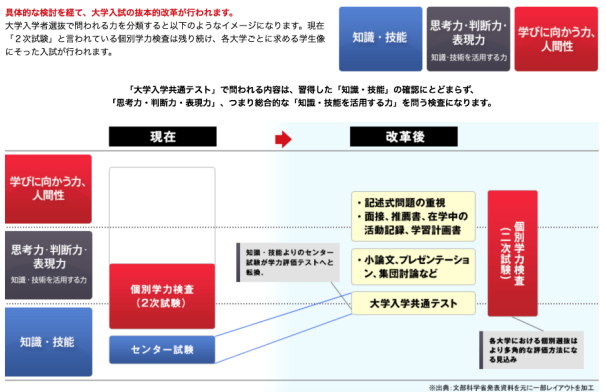 具体的な検討を経て、大学入試の抜本的改革が行われます。
大学入学者選抜で問われる力を分類すると以下のようなイメージになります。現在
「２次試験」と言われている個別学力検査は残り続け、各大学ごとに求める学生像
にそった入試が行われます。
知識・技能
思考力・判断力・
表現力
知識・技術を活用する力
学びに向かう力、
人間性
「大学入学共通テスト」で問われる内容は、習得した「知識・技能」の確認にとどまらず、
「思考力・判断力・表現力」、つまり総合的な「知識・技能を活用する力」を問う検査になります。
現在
改革後
学びに向かう力、
人間性
思考力・判断力・
表現力
知識・技術を活用する力
知識・技能
個別学力検査
（２次試験）
センター試験
知識・技能よりのセンター
試験が学力評価テストへと
転換。
・記述式問題の重視
・面接、推薦書、在学中の
活動記録、学習計画書
・小論文、プレゼンテーショ
ン、集団討論など
大学入学共通テスト
個別学力検査
（二次試験）
各大学における個別選抜は
より多角的な評価方法にな
る見込み
※出典：文部科学省発表資料を元に一部レイアウトを加工